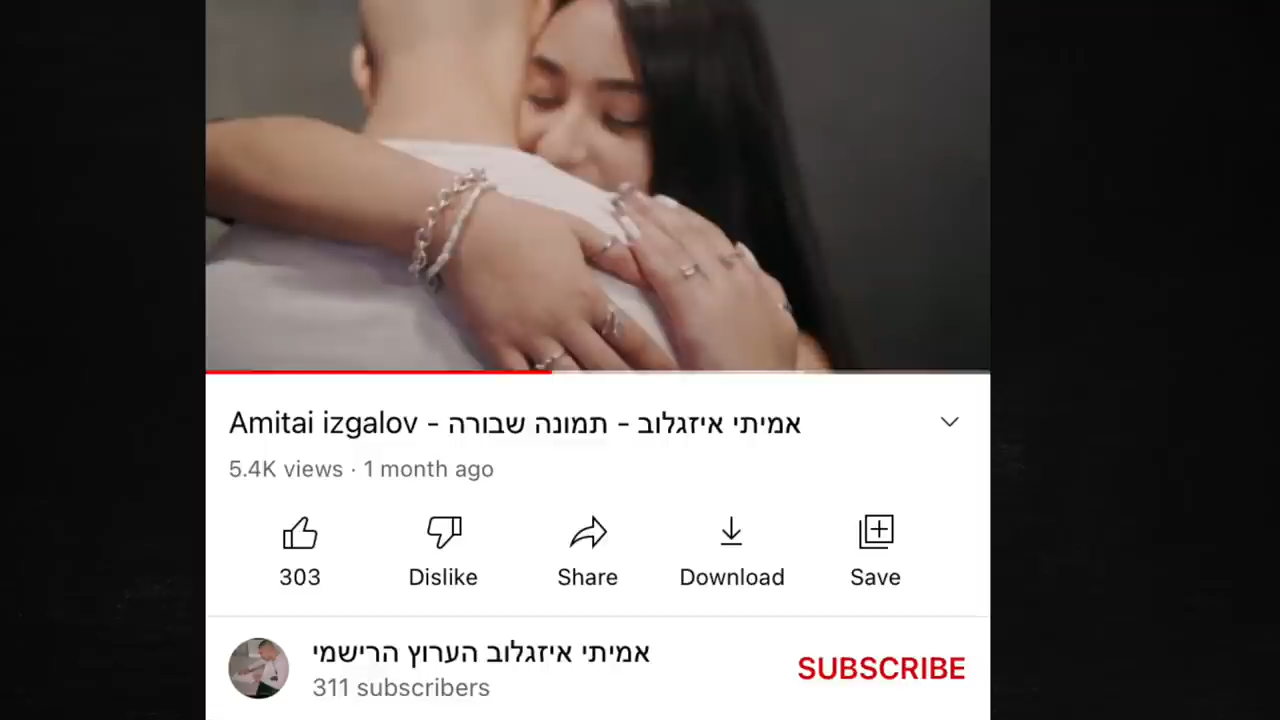 Amitai izgalov - אמיתי איזגלוב - תמונה שבורה
5.4K views · 1 month ago
303 Dislike Share Download Save
אמיתי איזגלוב הערוץ הרישמי
311 subscribers
SUBSCRIBE